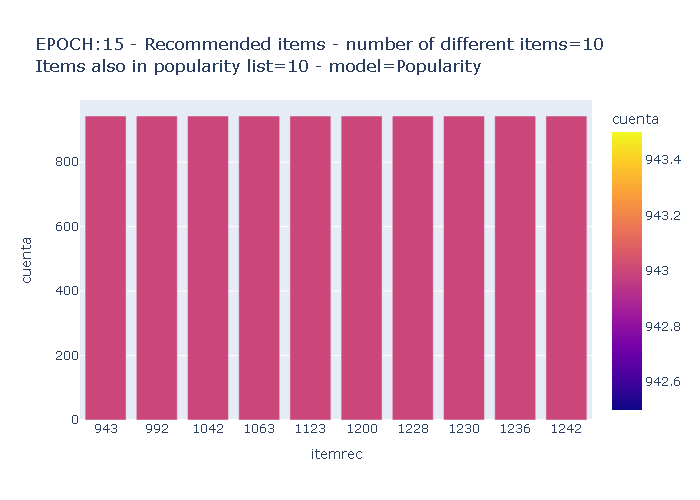 EPOCH:15 - Recommended items - number of different items=10
Items also in popularity list=10 - model=Popularity
cuenta
943.4
943.2
943
942.8
942.6
800
600
400
200
0
cuenta
943 992 1042 1063 1123 1200 1228 1230 1236 1242
itemrec